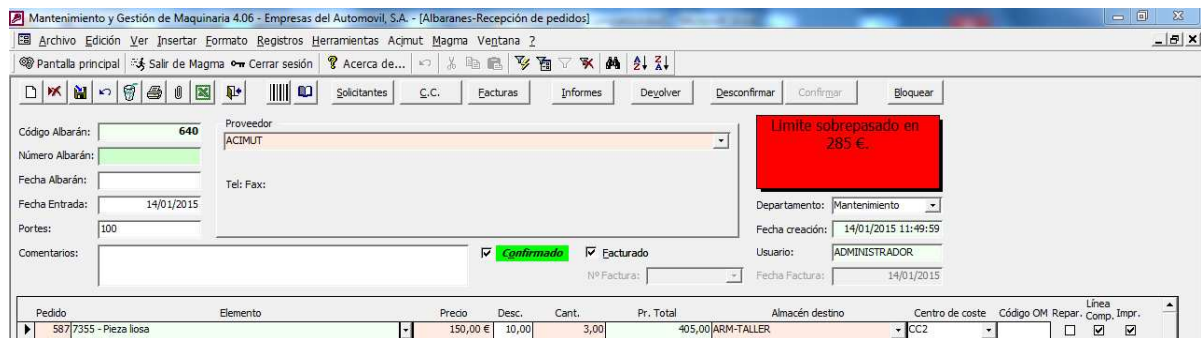 Mantenimiento y Gestión de Maquinaria 4.06 - Empresas del Automovil, S.A. - [Albaranes-Recepción de pedidos]
Archivo Edición Ver Insertar Formato Registros Herramientas Acimut Magma Ventana ?
Pantalla principal Salir de Magma Cerrar sesión Acerca de...
Solicitantes C.C. Facturas Informes Devolver Desconfirmar Confirmar Bloquear
Código Albarán: 640 Proveedor
ACIMUT
Límite sobrepasado en
285 €.
Número Albarán:
Fecha Albarán:
Tel: Fax:
Fecha Entrada: 14/01/2015 Departamento: Mantenimiento
Portes: 100 Fecha creación: 14/01/2015 11:49:59
Comentarios: Confirmado Facturado Usuario: ADMINISTRADOR
Nº Factura: Fecha Factura: 14/01/2015
Pedido Elemento Precio Desc. Cant. Pr. Total Almacén destino Centro de coste Código OM Repar. Línea Comp. Impr.
587 7355 - Pieza liosa 150,00 € 10,00 3,00 405,00 ARM-TALLER CC2